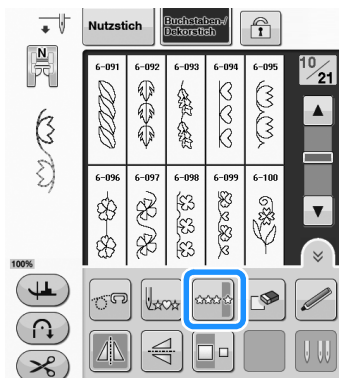 Nutzstich
Buchstaben-/
Dekorstich
N
10/21
6-091 6-092 6-093 6-094 6-095
6-096 6-097 6-098 6-099 6-100
100%